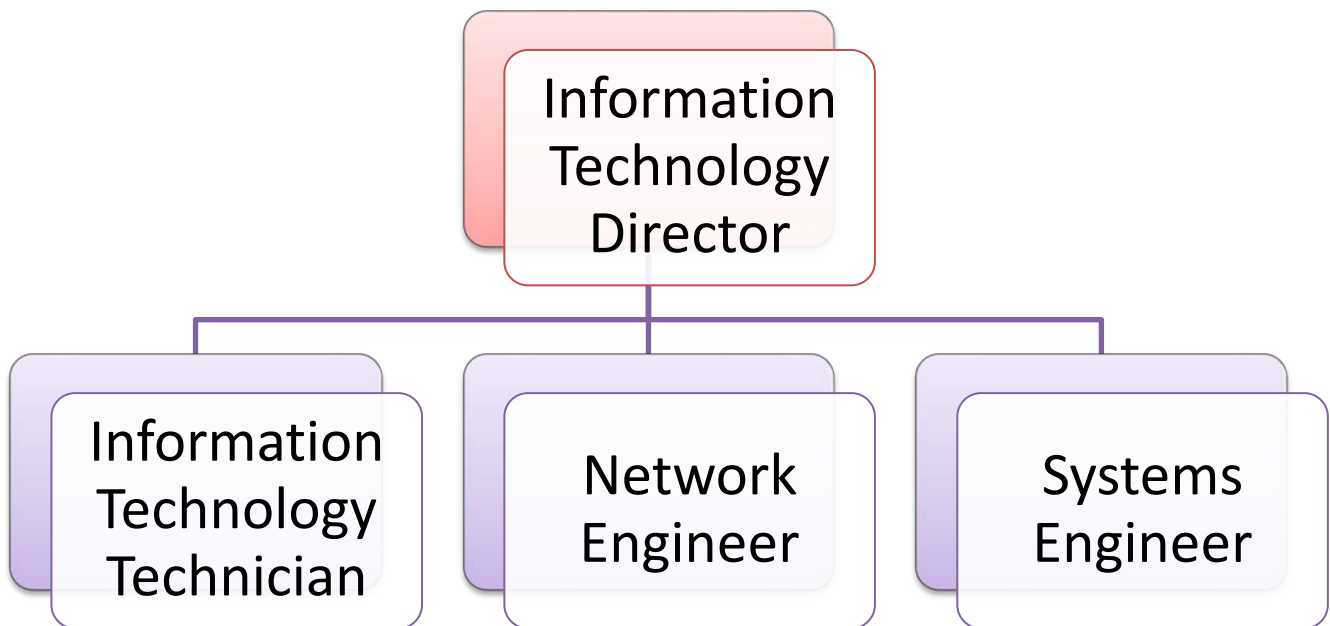 Information
Technology
Director
Information
Technology
Technician
Network
Engineer
Systems
Engineer